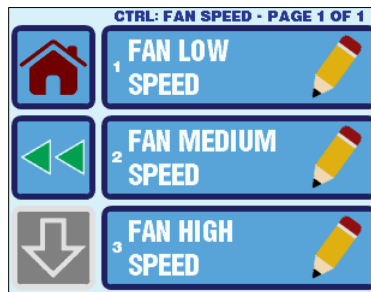 CTRL: FAN SPEED - PAGE 1 OF 1
1 FAN LOW
SPEED
2 FAN MEDIUM
SPEED
3 FAN HIGH
SPEED